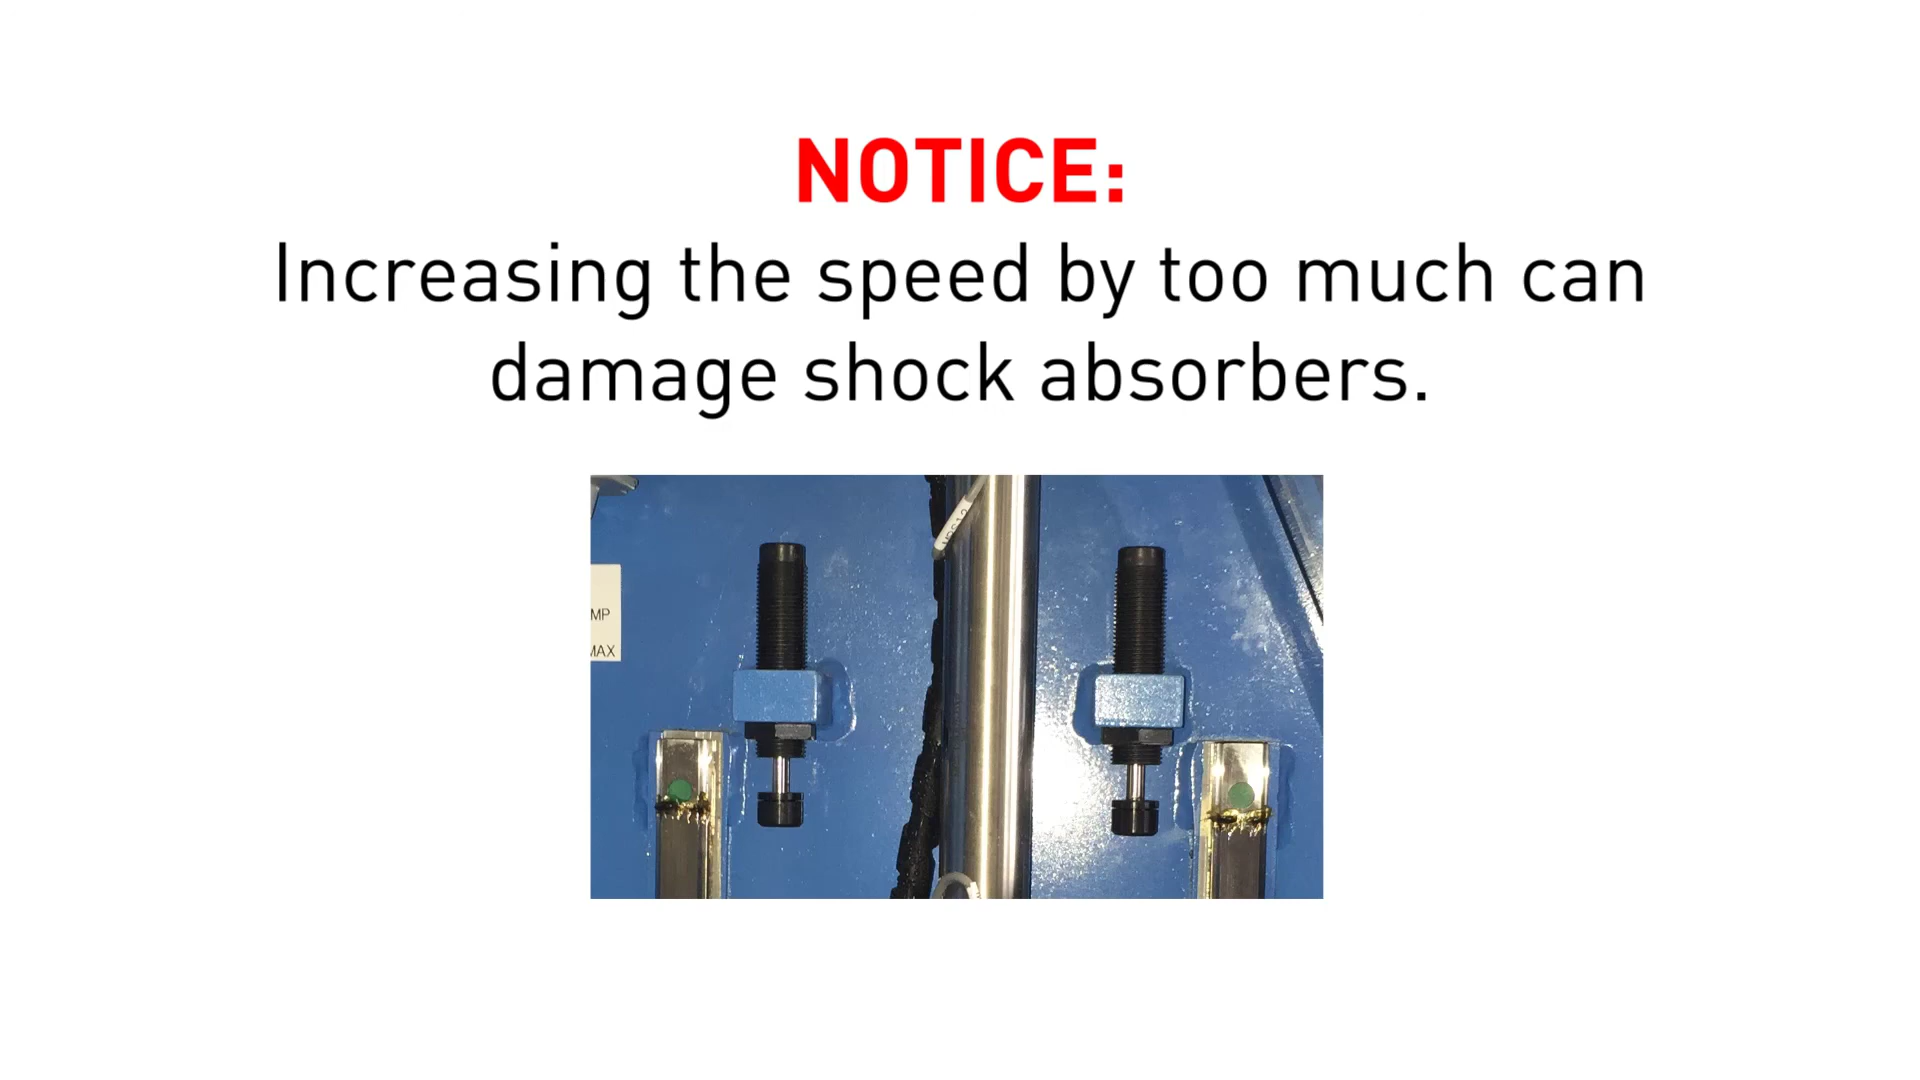 NOTICE:
Increasing the speed by too much can
damage shock absorbers.
MP
MAX